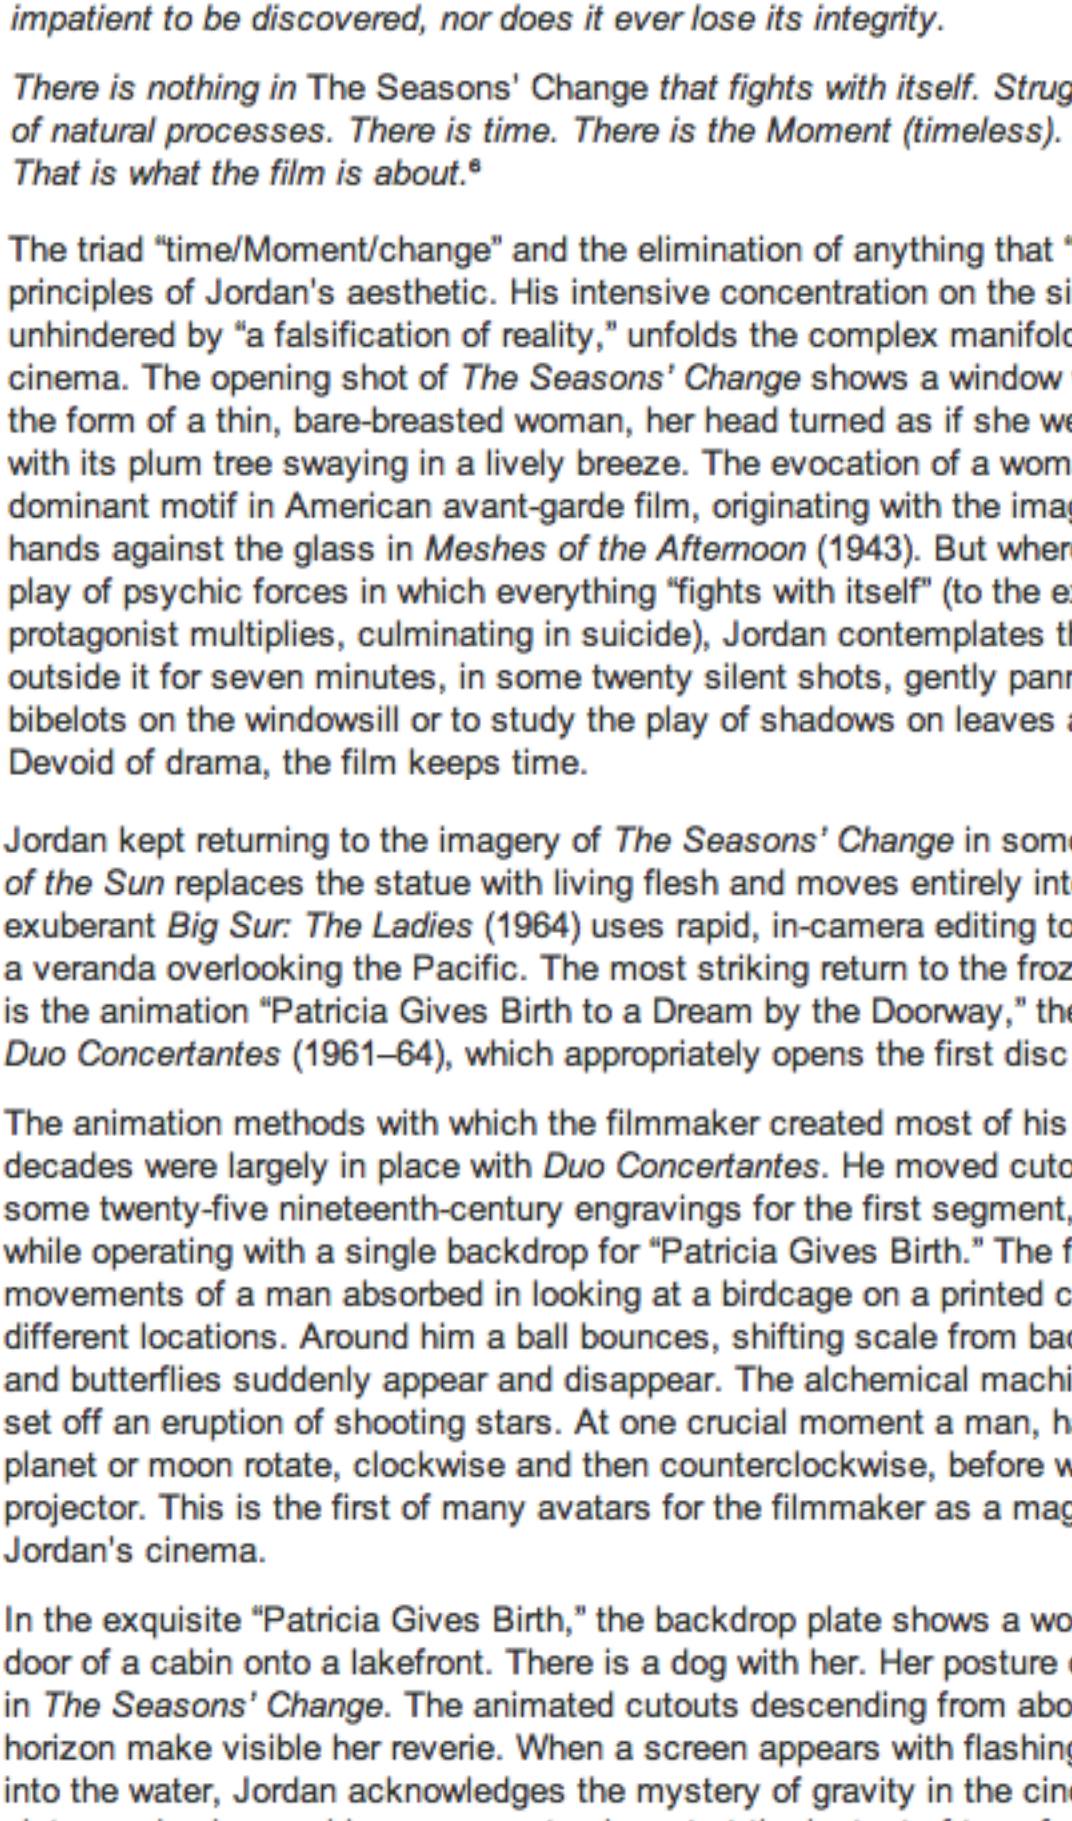 impatient to be discovered, nor does it ever lose its integrity.
There is nothing in The Seasons' Change that fights with itself. Strug
of natural processes. There is time. There is the Moment (timeless).
That is what the film is about.⁶
The triad “time/Moment/change” and the elimination of anything that “
principles of Jordan's aesthetic. His intensive concentration on the si
unhindered by “a falsification of reality,” unfolds the complex manifold
cinema. The opening shot of The Seasons' Change shows a window
the form of a thin, bare-breasted woman, her head turned as if she we
with its plum tree swaying in a lively breeze. The evocation of a wom
dominant motif in American avant-garde film, originating with the imag
hands against the glass in Meshes of the Afternoon (1943). But where
play of psychic forces in which everything “fights with itself” (to the ex
protagonist multiplies, culminating in suicide), Jordan contemplates th
outside it for seven minutes, in some twenty silent shots, gently pann
bibelots on the windowsill or to study the play of shadows on leaves a
Devoid of drama, the film keeps time.
Jordan kept returning to the imagery of The Seasons' Change in some
of the Sun replaces the statue with living flesh and moves entirely into
exuberant Big Sur: The Ladies (1964) uses rapid, in-camera editing to
a veranda overlooking the Pacific. The most striking return to the froz
is the animation “Patricia Gives Birth to a Dream by the Doorway,” the
Duo Concertantes (1961–64), which appropriately opens the first disc
The animation methods with which the filmmaker created most of his
decades were largely in place with Duo Concertantes. He moved cuto
some twenty-five nineteenth-century engravings for the first segment,
while operating with a single backdrop for “Patricia Gives Birth.” The f
movements of a man absorbed in looking at a birdcage on a printed c
different locations. Around him a ball bounces, shifting scale from bac
and butterflies suddenly appear and disappear. The alchemical machi
set off an eruption of shooting stars. At one crucial moment a man, ha
planet or moon rotate, clockwise and then counterclockwise, before w
projector. This is the first of many avatars for the filmmaker as a mag
Jordan's cinema.
In the exquisite “Patricia Gives Birth,” the backdrop plate shows a wo
door of a cabin onto a lakefront. There is a dog with her. Her posture
in The Seasons' Change. The animated cutouts descending from abo
horizon make visible her reverie. When a screen appears with flashing
into the water, Jordan acknowledges the mystery of gravity in the cine